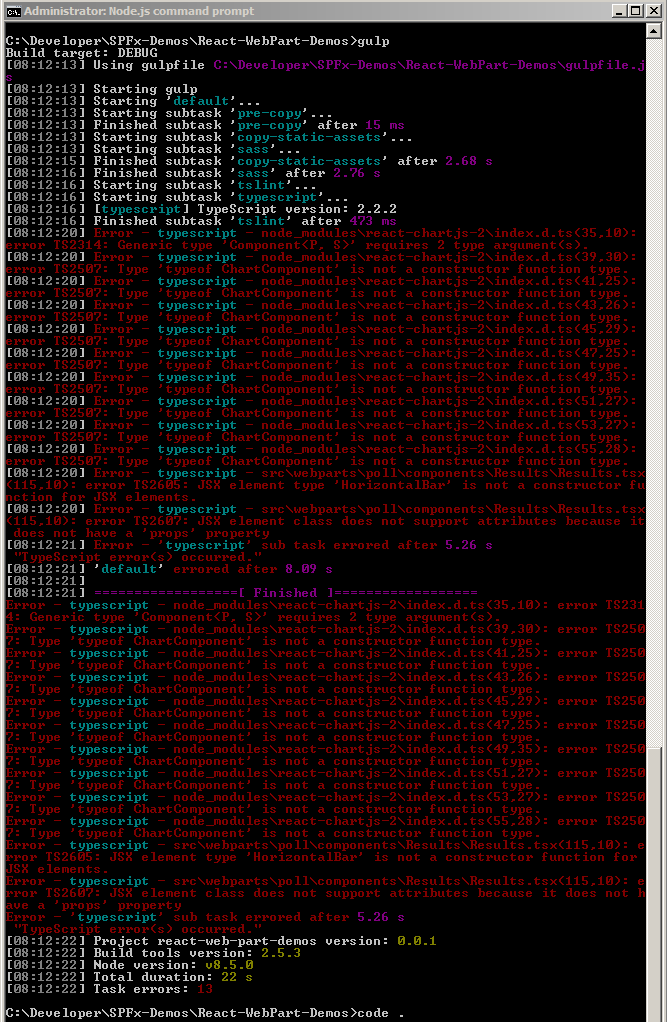 Administrator: Node.js command prompt
C:\Developer\SPFx-Demos\React-WebPart-Demos>gulp
Build target: DEBUG
[08:12:13] Using gulpfile C:\Developer\SPFx-Demos\React-WebPart-Demos\gulpfile.j
s
[08:12:13] Starting gulp
[08:12:13] Starting 'default'...
[08:12:13] Starting subtask 'pre-copy'...
[08:12:13] Finished subtask 'pre-copy' after 15 ms
[08:12:13] Starting subtask 'copy-static-assets'...
[08:12:13] Starting subtask 'sass'...
[08:12:15] Finished subtask 'copy-static-assets' after 2.68 s
[08:12:16] Finished subtask 'sass' after 2.76 s
[08:12:16] Starting subtask 'tslint'...
[08:12:16] Starting subtask 'typescript'...
[08:12:16] [typescript] TypeScript version: 2.2.2
[08:12:16] Finished subtask 'tslint' after 473 ms
[08:12:20] Error - typescript - node_modules\react-chartjs-2\index.d.ts(35,10):
error TS2314: Generic type 'Component<P, S>' requires 2 type argument(s).
[08:12:20] Error - typescript - node_modules\react-chartjs-2\index.d.ts(39,30):
error TS2507: Type 'typeof ChartComponent' is not a constructor function type.
[08:12:20] Error - typescript - node_modules\react-chartjs-2\index.d.ts(41,25):
error TS2507: Type 'typeof ChartComponent' is not a constructor function type.
[08:12:20] Error - typescript - node_modules\react-chartjs-2\index.d.ts(43,26):
error TS2507: Type 'typeof ChartComponent' is not a constructor function type.
[08:12:20] Error - typescript - node_modules\react-chartjs-2\index.d.ts(45,29):
error TS2507: Type 'typeof ChartComponent' is not a constructor function type.
[08:12:20] Error - typescript - node_modules\react-chartjs-2\index.d.ts(47,25):
error TS2507: Type 'typeof ChartComponent' is not a constructor function type.
[08:12:20] Error - typescript - node_modules\react-chartjs-2\index.d.ts(49,35):
error TS2507: Type 'typeof ChartComponent' is not a constructor function type.
[08:12:20] Error - typescript - node_modules\react-chartjs-2\index.d.ts(51,27):
error TS2507: Type 'typeof ChartComponent' is not a constructor function type.
[08:12:20] Error - typescript - node_modules\react-chartjs-2\index.d.ts(53,27):
error TS2507: Type 'typeof ChartComponent' is not a constructor function type.
[08:12:20] Error - typescript - node_modules\react-chartjs-2\index.d.ts(55,28):
error TS2507: Type 'typeof ChartComponent' is not a constructor function type.
[08:12:20] Error - typescript - src\webparts\poll\components\Results\Results.tsx
(115,10): error TS2605: JSX element type 'HorizontalBar' is not a constructor fu
nction for JSX elements.
[08:12:20] Error - typescript - src\webparts\poll\components\Results\Results.tsx
(115,10): error TS2607: JSX element class does not support attributes because it
 does not have a 'props' property
[08:12:21] Error - 'typescript' sub task errored after 5.26 s
 "TypeScript error(s) occurred."
[08:12:21] 'default' errored after 8.09 s
[08:12:21]
[08:12:21] ==================[ Finished ]==================
Error - typescript - node_modules\react-chartjs-2\index.d.ts(35,10): error TS231
4: Generic type 'Component<P, S>' requires 2 type argument(s).
Error - typescript - node_modules\react-chartjs-2\index.d.ts(39,30): error TS250
7: Type 'typeof ChartComponent' is not a constructor function type.
Error - typescript - node_modules\react-chartjs-2\index.d.ts(41,25): error TS250
7: Type 'typeof ChartComponent' is not a constructor function type.
Error - typescript - node_modules\react-chartjs-2\index.d.ts(43,26): error TS250
7: Type 'typeof ChartComponent' is not a constructor function type.
Error - typescript - node_modules\react-chartjs-2\index.d.ts(45,29): error TS250
7: Type 'typeof ChartComponent' is not a constructor function type.
Error - typescript - node_modules\react-chartjs-2\index.d.ts(47,25): error TS250
7: Type 'typeof ChartComponent' is not a constructor function type.
Error - typescript - node_modules\react-chartjs-2\index.d.ts(49,35): error TS250
7: Type 'typeof ChartComponent' is not a constructor function type.
Error - typescript - node_modules\react-chartjs-2\index.d.ts(51,27): error TS250
7: Type 'typeof ChartComponent' is not a constructor function type.
Error - typescript - node_modules\react-chartjs-2\index.d.ts(53,27): error TS250
7: Type 'typeof ChartComponent' is not a constructor function type.
Error - typescript - node_modules\react-chartjs-2\index.d.ts(55,28): error TS250
7: Type 'typeof ChartComponent' is not a constructor function type.
Error - typescript - src\webparts\poll\components\Results\Results.tsx(115,10): e
rror TS2605: JSX element type 'HorizontalBar' is not a constructor function for
JSX elements.
Error - typescript - src\webparts\poll\components\Results\Results.tsx(115,10): e
rror TS2607: JSX element class does not support attributes because it does not h
ave a 'props' property
Error - 'typescript' sub task errored after 5.26 s
 "TypeScript error(s) occurred."
[08:12:22] Project react-web-part-demos version: 0.0.1
[08:12:22] Build tools version: 2.5.3
[08:12:22] Node version: v8.5.0
[08:12:22] Total duration: 22 s
[08:12:22] Task errors: 13
C:\Developer\SPFx-Demos\React-WebPart-Demos>code .